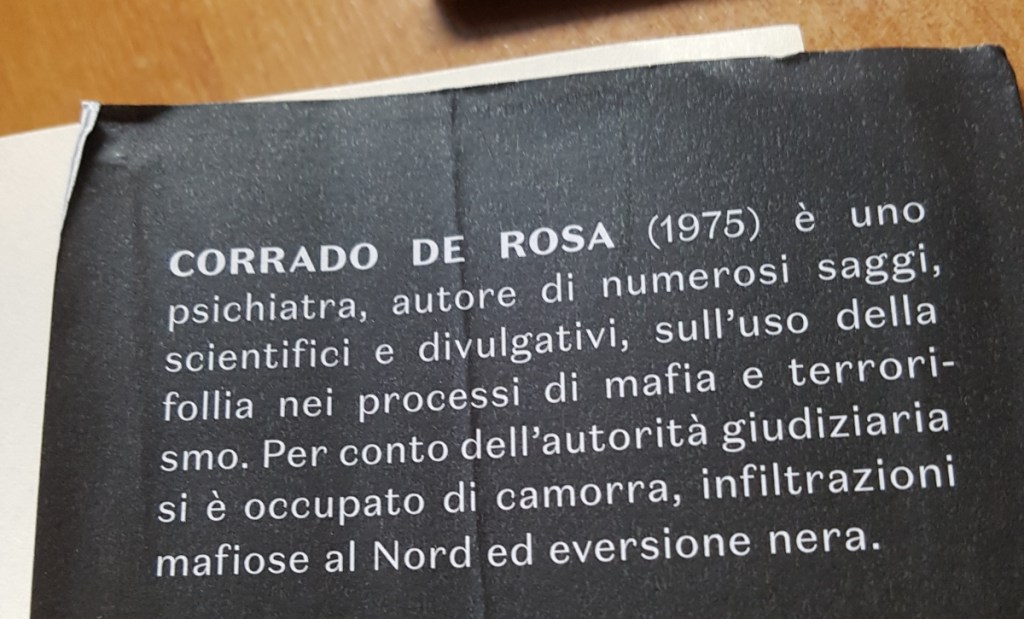 CORRADO DE ROSA (1975) è uno
psichiatra, autore di numerosi saggi,
scientifici e divulgativi, sull'uso della
follia nei processi di mafia e terrori-
smo. Per conto dell'autorità giudiziaria
si è occupato di camorra, infiltrazioni
mafiose al Nord ed eversione nera.